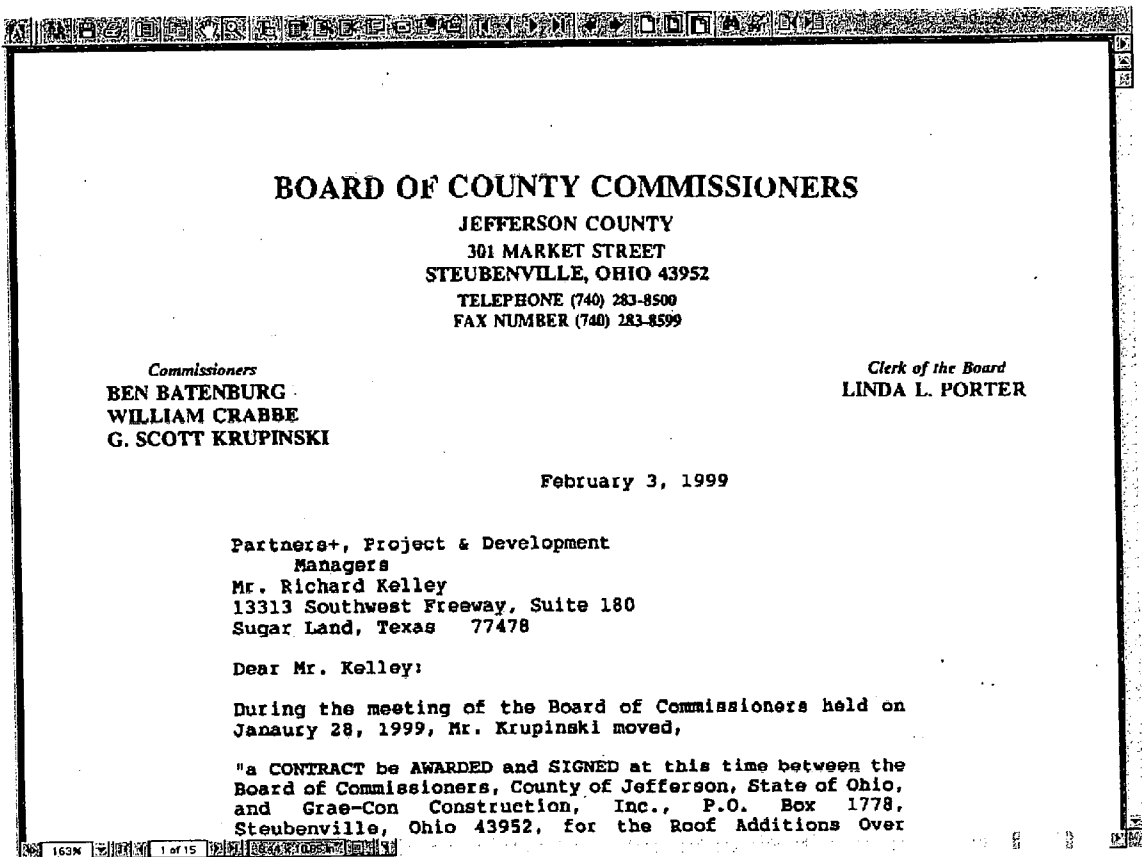 BOARD OF COUNTY COMMISSIONERS
JEFFERSON COUNTY
301 MARKET STREET
STEUBENVILLE, OHIO 43952
TELEPHONE (740) 283-8500
FAX NUMBER (740) 283-8599
Commissioners
BEN BATENBURG
WILLIAM CRABBE
G. SCOTT KRUPINSKI
Clerk of the Board
LINDA L. PORTER
February 3, 1999
Partners+, Project & Development
Managers
Mr. Richard Kelley
13313 Southwest Freeway, Suite 180
Sugar Land, Texas 77478
Dear Mr. Kelley:
During the meeting of the Board of Commissioners held on
Janaury 28, 1999, Mr. Krupinski moved,
"a CONTRACT be AWARDED and SIGNED at this time between the
Board of Commissioners, County of Jefferson, State of Ohio,
and Grae-Con Construction, Inc., P.O. Box 1778,
Steubenville, Ohio 43952, for the Roof Additions Over
163% 1 of 15